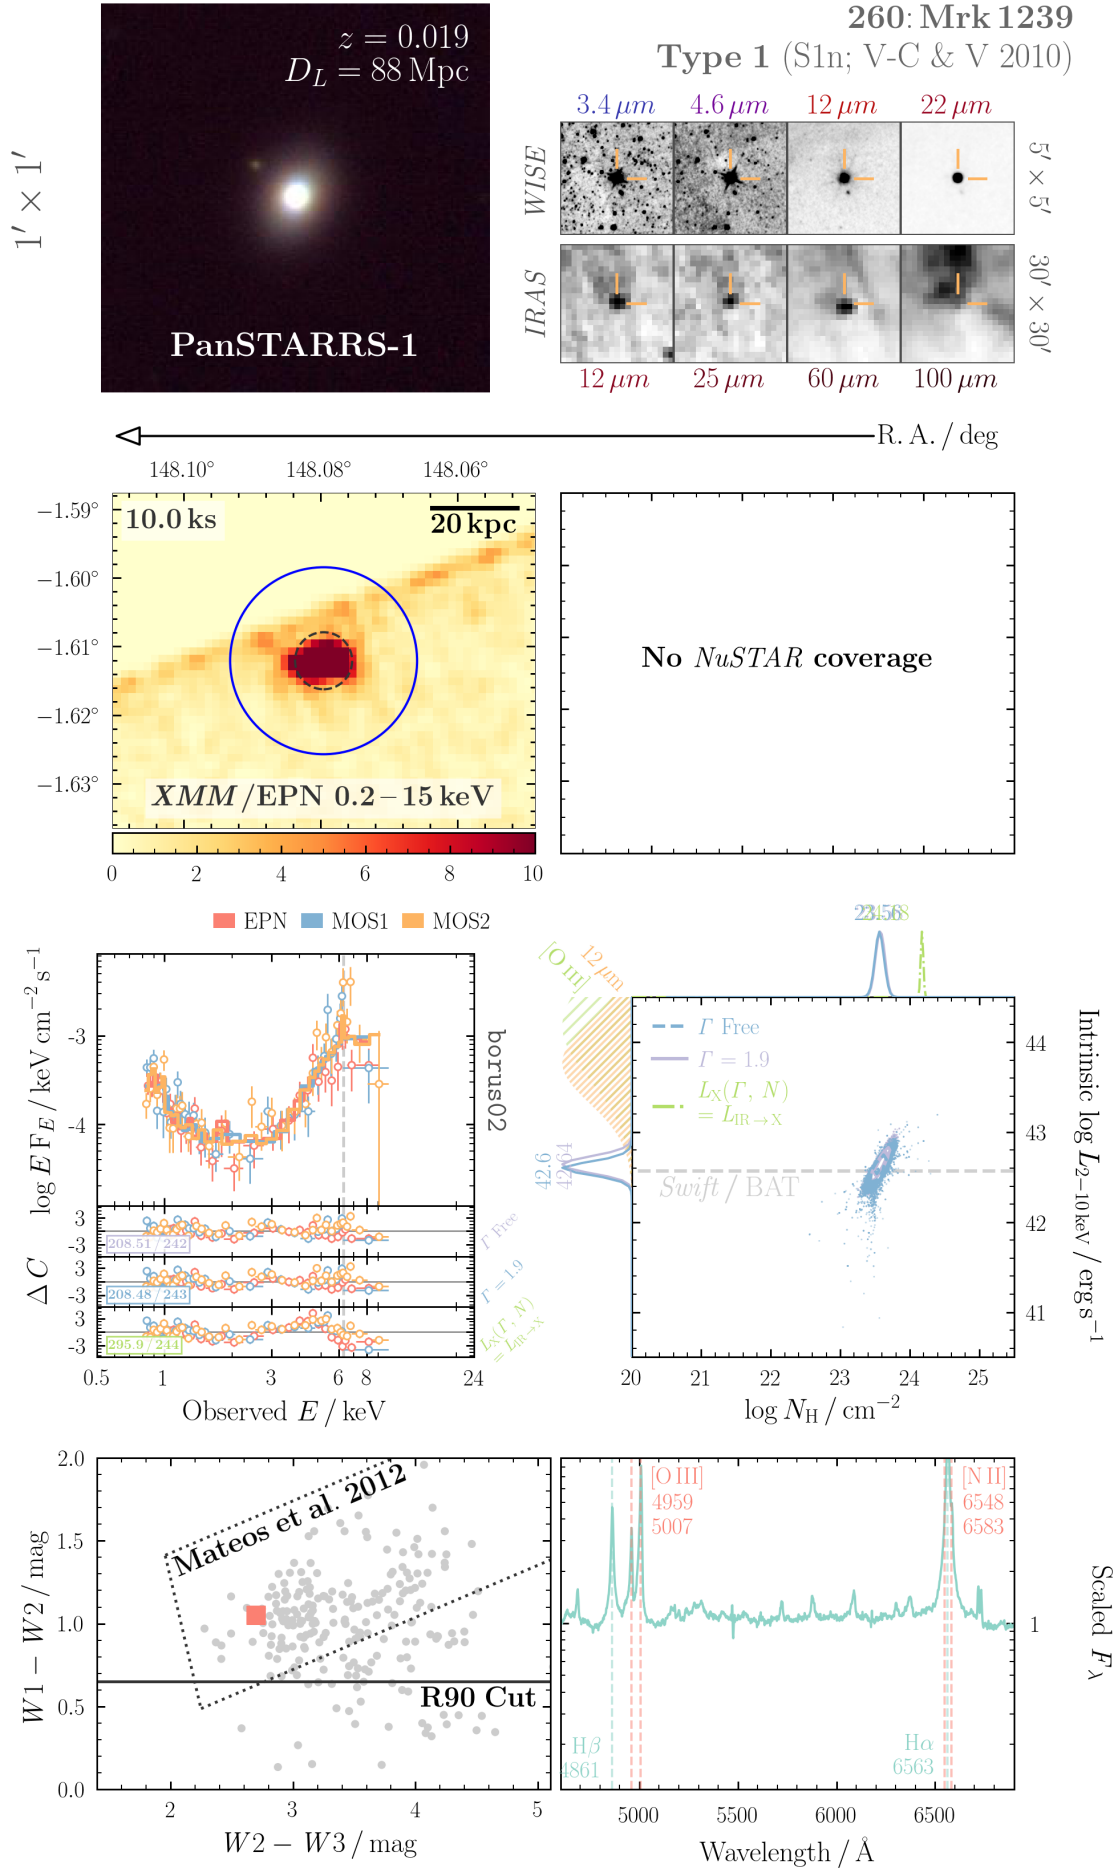 260: Mrk 1239
Type 1 (S1n; V-C & V 2010)
z = 0.019
D_L = 88 Mpc
1′ × 1′
PanSTARRS-1
3.4 μm 4.6 μm 12 μm 22 μm
WISE
5′ × 5′
IRAS
30′ × 30′
12 μm 25 μm 60 μm 100 μm
R. A. / deg
148.10° 148.08° 148.06°
10.0 ks
20 kpc
−1.59°
−1.60°
−1.61°
−1.62°
−1.63°
XMM/EPN 0.2−15 keV
0 2 4 6 8 10
No NuSTAR coverage
EPN MOS1 MOS2
log E F_E / keV cm⁻² s⁻¹
-3
-4
borus02
ΔC
3
-3
208.51 / 242
Γ Free
3
-3
208.48 / 243
Γ = 1.9
3
-3
295.9 / 244
L_X(Γ, N)
= L_IR→X
0.5 1 3 6 8 24
Observed E / keV
23.56
[O III]
12 μm
Γ Free
Γ = 1.9
L_X(Γ, N)
= L_IR→X
42.6
42.64
Swift / BAT
44
43
42
41
Intrinsic log L_2−10 keV / erg s⁻¹
20 21 22 23 24 25
log N_H / cm⁻²
2.0
1.5
1.0
0.5
0.0
W1 − W2 / mag
Mateos et al. 2012
R90 Cut
2 3 4 5
W2 − W3 / mag
[O III]
4959
5007
[N II]
6548
6583
Hβ
4861
Hα
6563
1
Scaled F_λ
5000 5500 6000 6500
Wavelength / Å